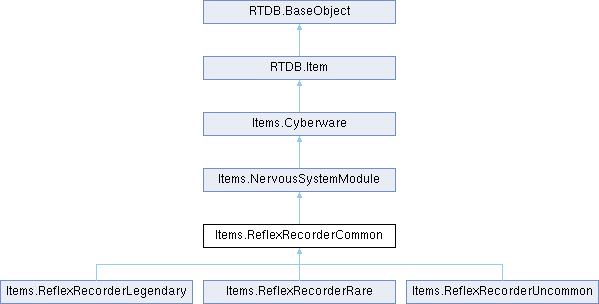 RTDB.BaseObject
RTDB.Item
Items.Cyberware
Items.NervousSystemModule
Items.ReflexRecorderCommon
Items.ReflexRecorderLegendary
Items.ReflexRecorderRare
Items.ReflexRecorderUncommon